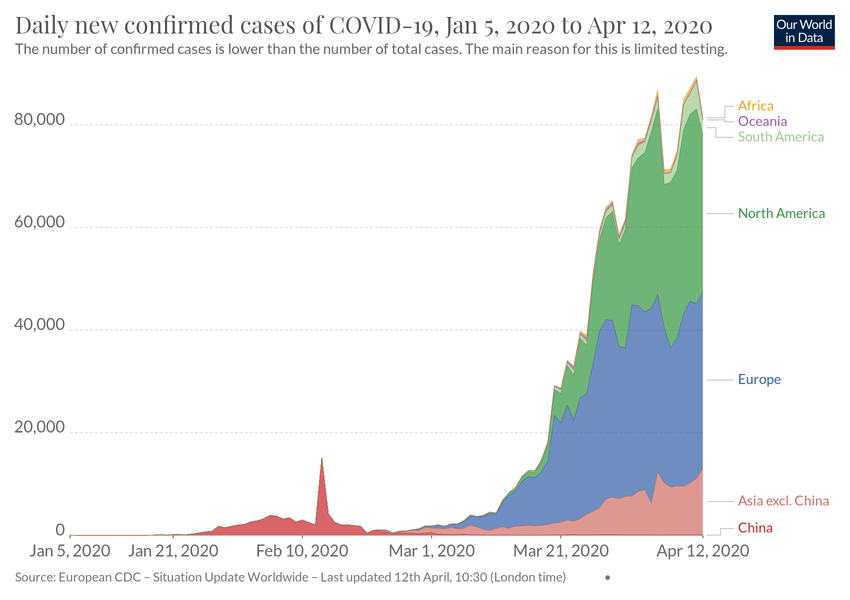 Daily new confirmed cases of COVID-19, Jan 5, 2020 to Apr 12, 2020
The number of confirmed cases is lower than the number of total cases. The main reason for this is limited testing.
Our World
in Data
80,000
60,000
40,000
20,000
0
Africa
Oceania
South America
North America
Europe
Asia excl. China
China
Jan 5, 2020
Jan 21, 2020
Feb 10, 2020
Mar 1, 2020
Mar 21, 2020
Apr 12, 2020
Source: European CDC – Situation Update Worldwide – Last updated 12th April, 10:30 (London time)